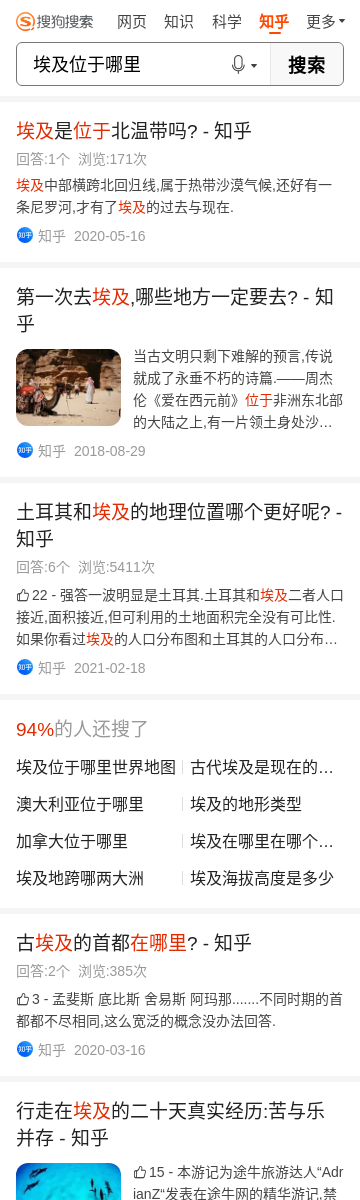 搜狗搜索 网页 知识 科学 知乎 更多
埃及位于哪里 搜索
埃及是位于北温带吗? - 知乎
回答:1个 浏览:171次
埃及中部横跨北回归线,属于热带沙漠气候,还好有一
条尼罗河,才有了埃及的过去与现在.
知乎 知乎 2020-05-16
第一次去埃及,哪些地方一定要去? - 知
乎
当古文明只剩下难解的预言,传说
就成了永垂不朽的诗篇.——周杰
伦《爱在西元前》位于非洲东北部
的大陆之上,有一片领土身处沙…
知乎 知乎 2018-08-29
土耳其和埃及的地理位置哪个更好呢? -
知乎
回答:6个 浏览:5411次
22 - 强答一波明显是土耳其.土耳其和埃及二者人口
接近,面积接近,但可利用的土地面积完全没有可比性.
如果你看过埃及的人口分布图和土耳其的人口分布…
知乎 知乎 2021-02-18
94%的人还搜了
埃及位于哪里世界地图 古代埃及是现在的…
澳大利亚位于哪里 埃及的地形类型
加拿大位于哪里 埃及在哪里在哪个…
埃及地跨哪两大洲 埃及海拔高度是多少
古埃及的首都在哪里? - 知乎
回答:2个 浏览:385次
3 - 孟斐斯 底比斯 舍易斯 阿玛那.......不同时期的首
都都不尽相同,这么宽泛的概念没办法回答.
知乎 知乎 2020-03-16
行走在埃及的二十天真实经历:苦与乐
并存 - 知乎
15 - 本游记为途牛旅游达人“Adr
ianZ“发表在途牛网的精华游记,禁